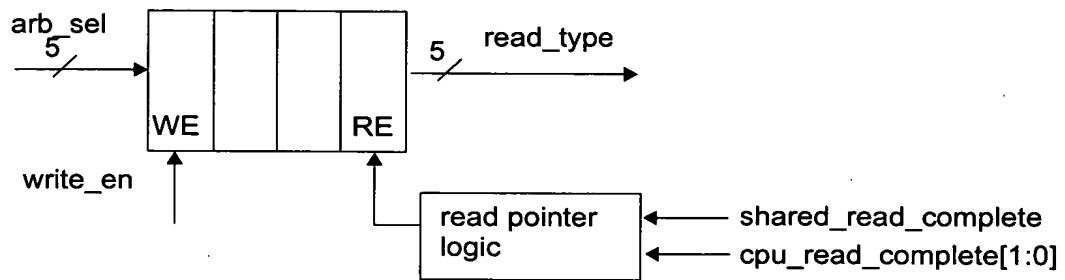 arb_sel
5
5
read_type
WE
RE
write_en
read pointer
logic
shared_read_complete
cpu_read_complete[1:0]